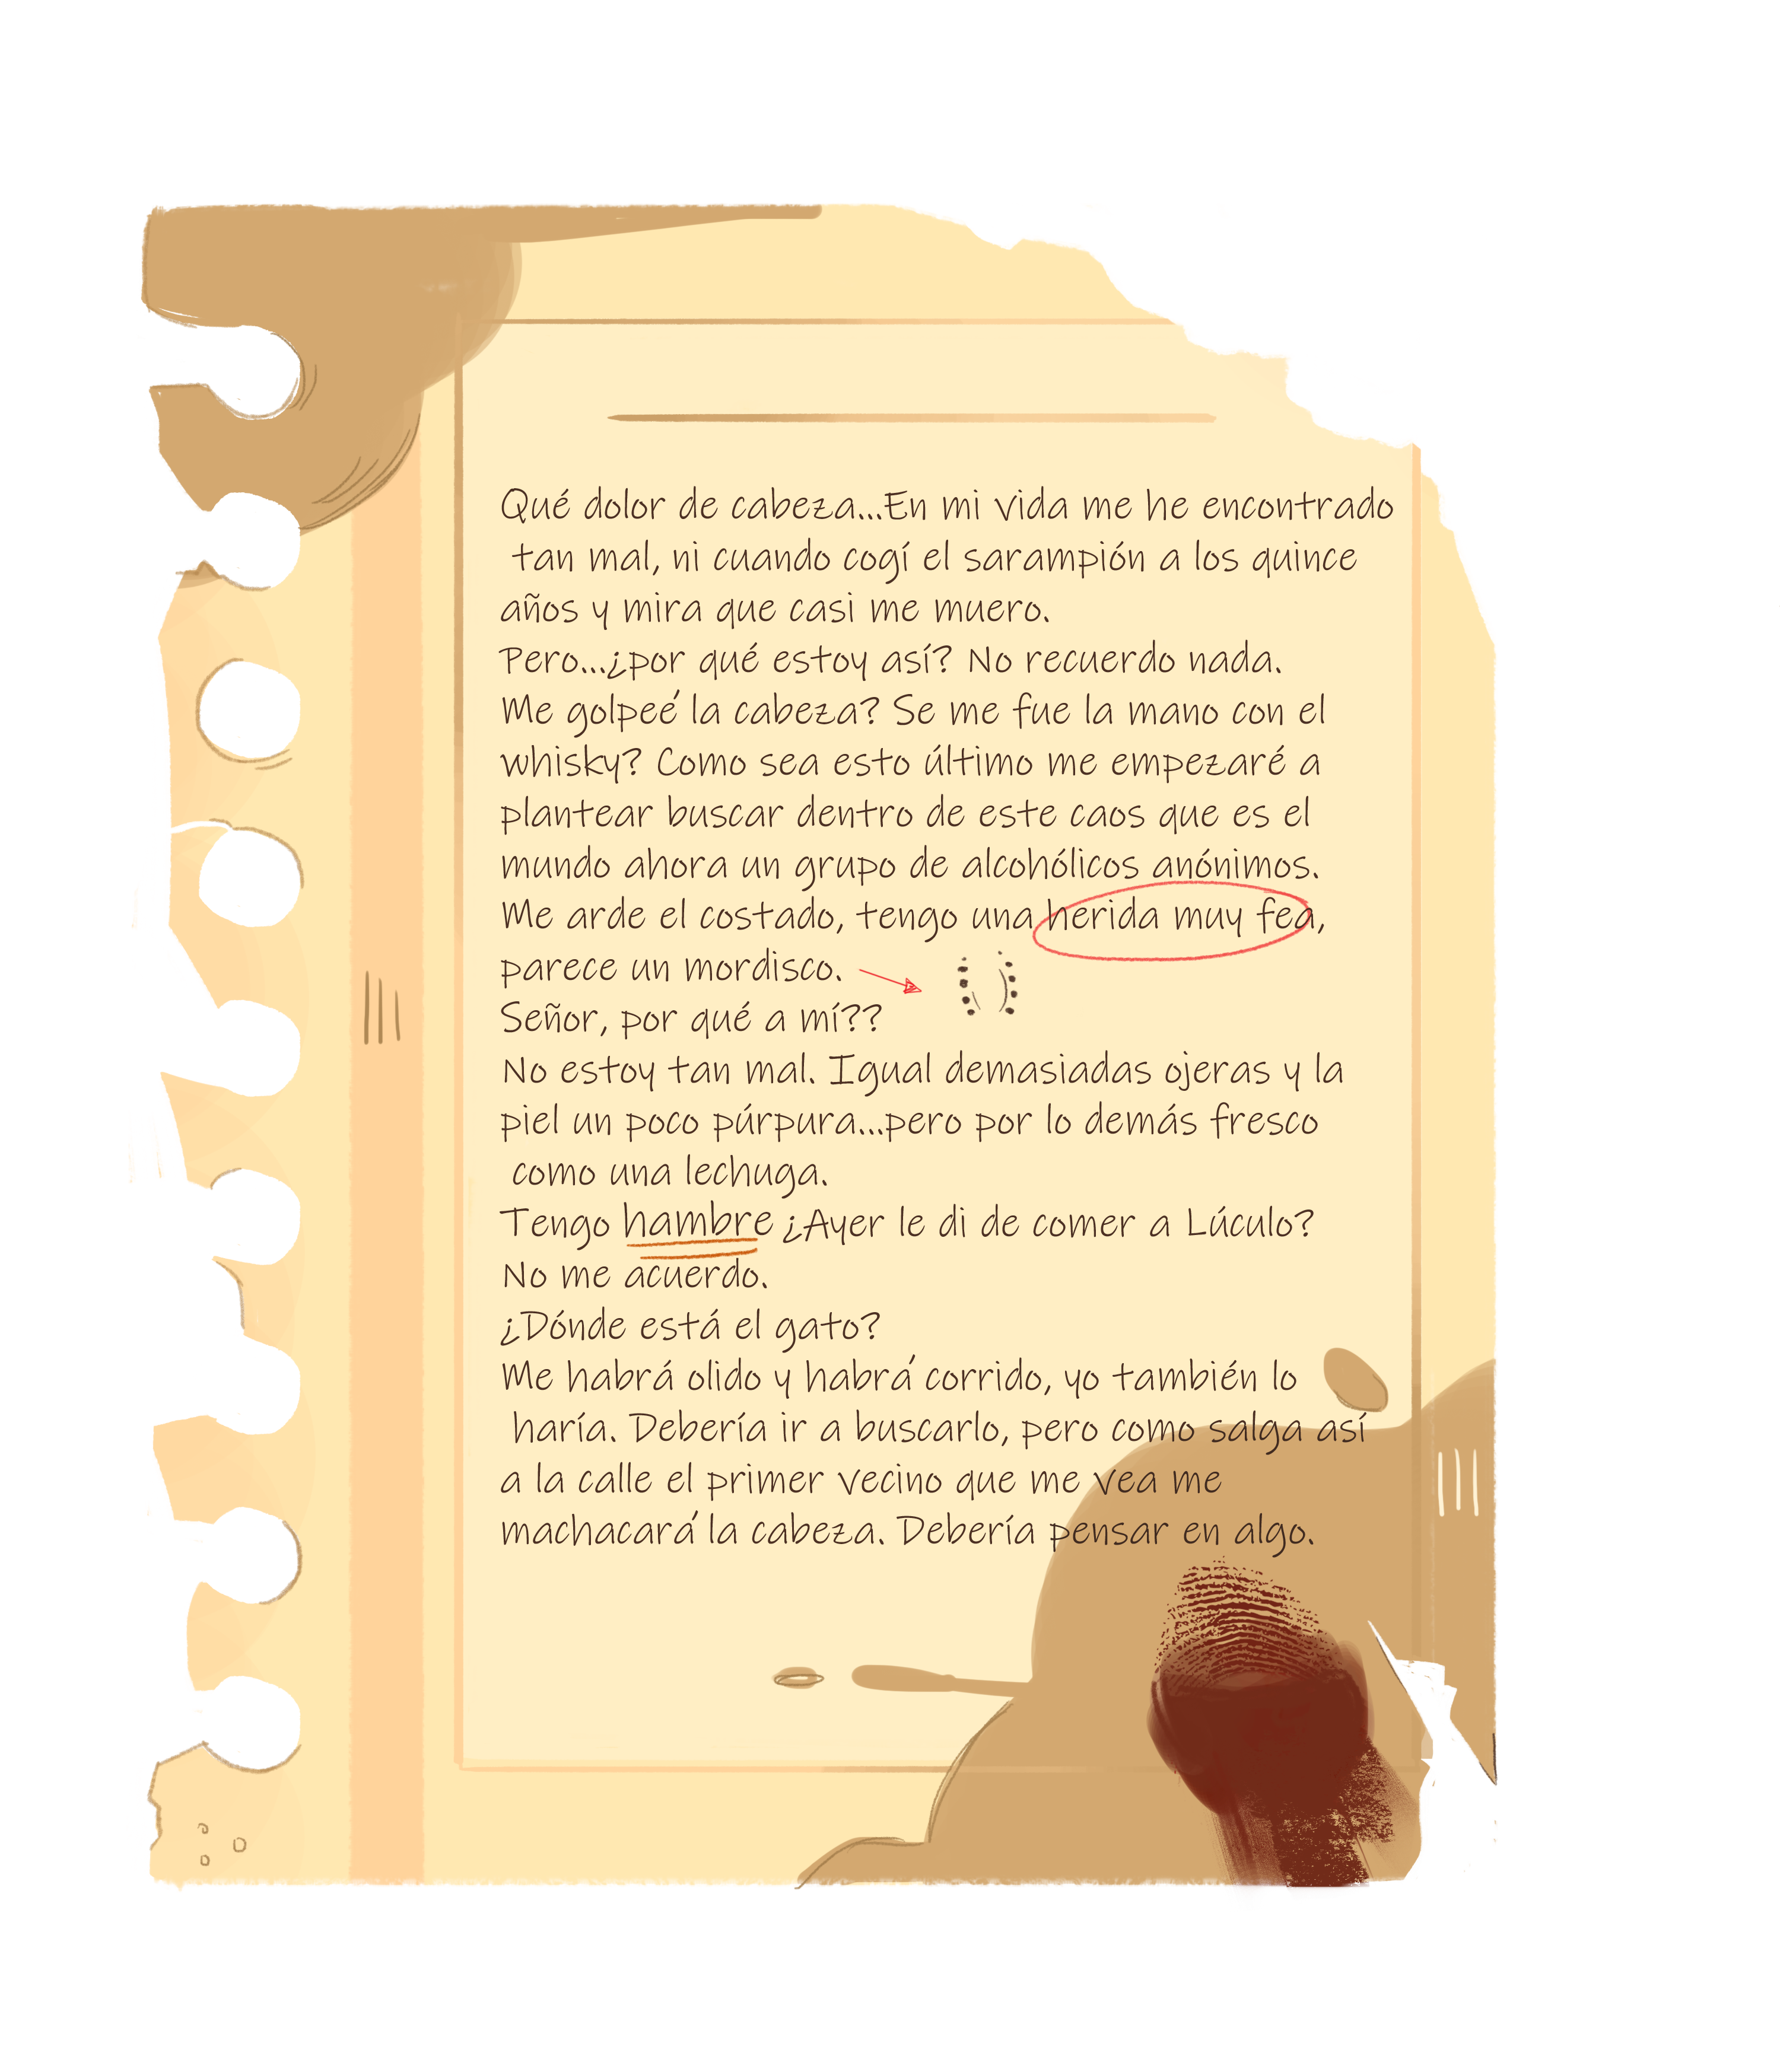 Qué dolor de cabeza...En mi vida me he encontrado
tan mal, ni cuando cogí el sarampión a los quince
años y mira que casi me muero.
Pero...¿por qué estoy así? No recuerdo nada.
Me golpeé la cabeza? Se me fue la mano con el
whisky? Como sea esto último me empezaré a
plantear buscar dentro de este caos que es el
mundo ahora un grupo de alcohólicos anónimos.
Me arde el costado, tengo una herida muy fea,
parece un mordisco.
Señor, por qué a mí??
No estoy tan mal. Igual demasiadas ojeras y la
piel un poco púrpura...pero por lo demás fresco
como una lechuga.
Tengo hambre ¿Ayer le di de comer a Lúculo?
No me acuerdo.
¿Dónde está el gato?
Me habrá olido y habrá corrido, yo también lo
haría. Debería ir a buscarlo, pero como salga así
a la calle el primer vecino que me vea me
machacará la cabeza. Debería pensar en algo.